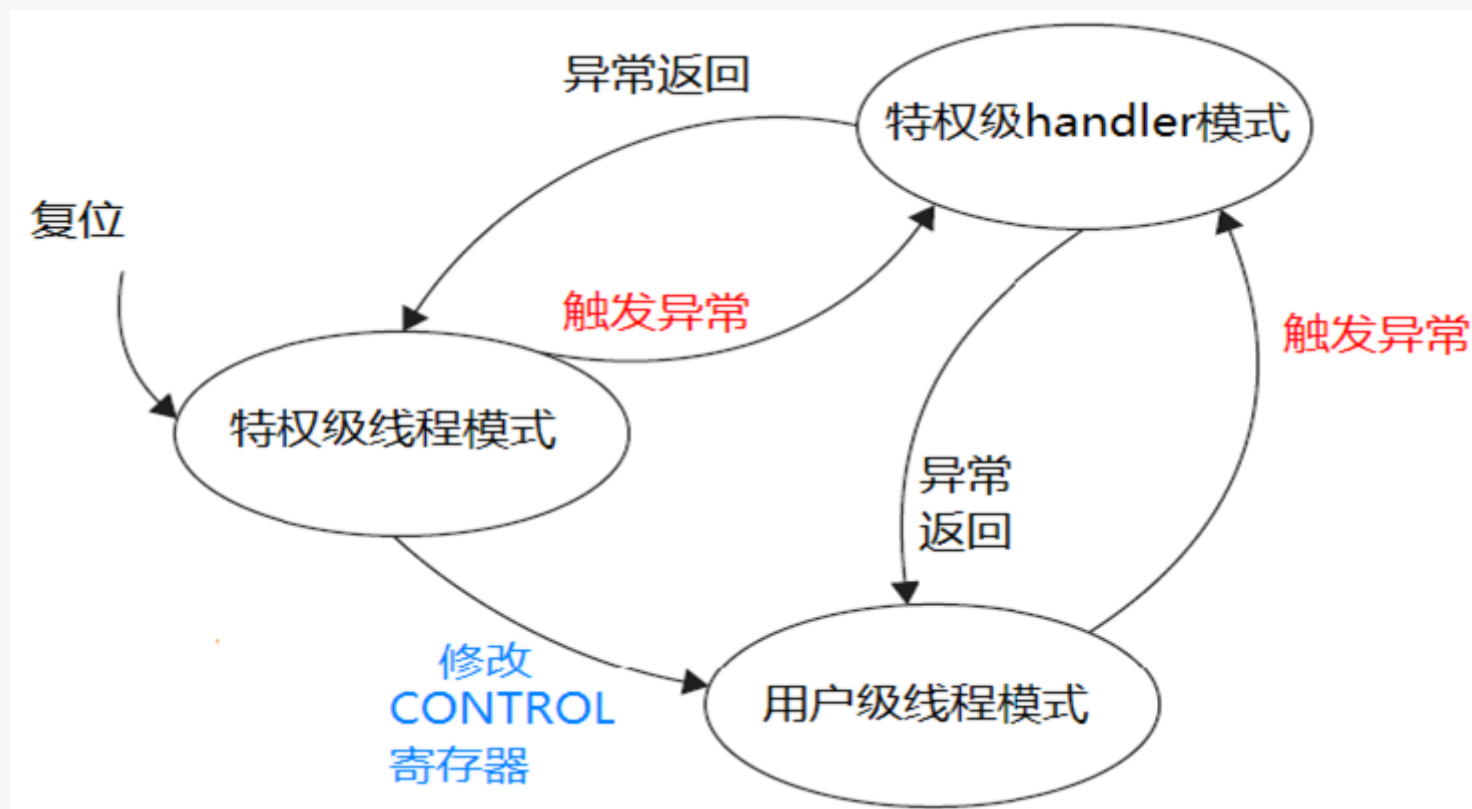 异常返回
特权级handler模式
复位
触发异常
触发异常
特权级线程模式
异常
返回
修改
CONTROL
寄存器
用户级线程模式